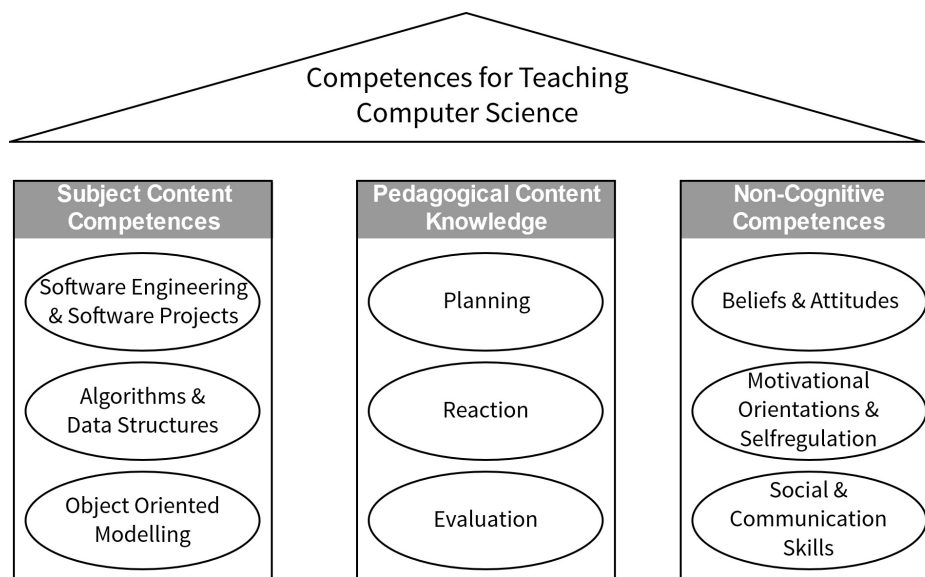 Competences for Teaching
Computer Science
Subject Content
Competences
Software Engineering
& Software Projects
Algorithms &
Data Structures
Object Oriented
Modelling
Pedagogical Content
Knowledge
Planning
Reaction
Evaluation
Non-Cognitive
Competences
Beliefs & Attitudes
Motivational
Orientations &
Selfregulation
Social &
Communication
Skills